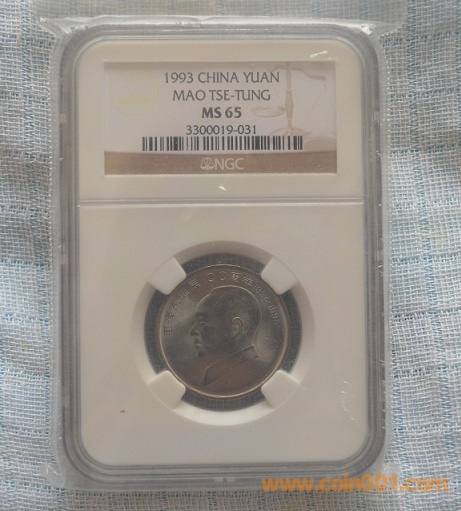 1993 CHINA YUAN
MAO TSE-TUNG
MS 65
3300019-031
NGC
www.coin001.com